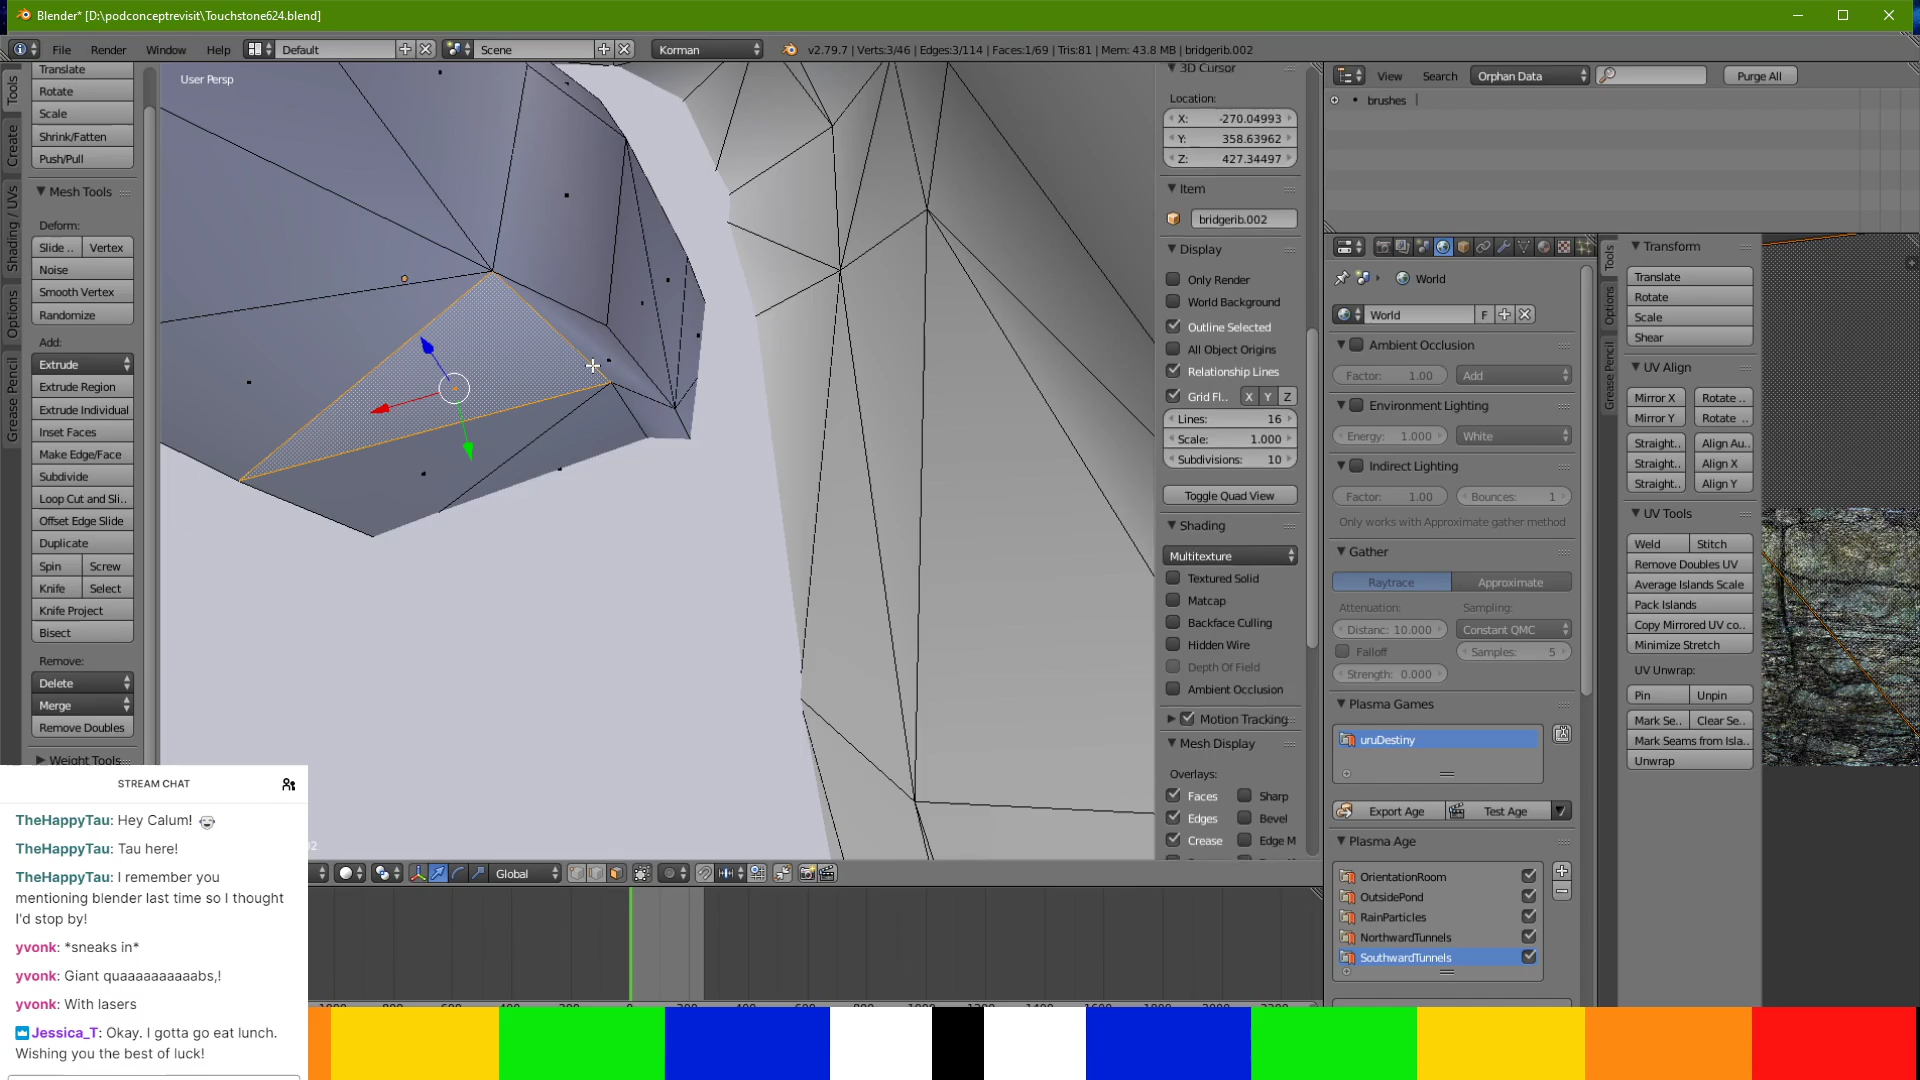 Blender* [D:\podconceptrevisit\Touchstone624.blend]
File Render Window Help Default Scene Korman v2.79.7 | Verts:3/46 | Edges:3/114 | Faces:1/69 | Tris:81 | Mem: 43.8 MB | bridgerib.002
Tools
Create
Shading / UVs
Options
Grease Pencil
Translate
Rotate
Scale
Shrink/Fatten
Push/Pull
Mesh Tools
Deform:
Slide .. Vertex
Noise
Smooth Vertex
Randomize
Add:
Extrude
Extrude Region
Extrude Individual
Inset Faces
Make Edge/Face
Subdivide
Loop Cut and Sli..
Offset Edge Slide
Duplicate
Spin Screw
Knife Select
Knife Project
Bisect
Remove:
Delete
Merge
Remove Doubles
Weight Tools
User Persp
Global
3D Cursor
Location:
X: -270.04993
Y: 358.63962
Z: 427.34497
Item
bridgerib.002
Display
Only Render
World Background
Outline Selected
All Object Origins
Relationship Lines
Grid Fl.. X Y Z
Lines: 16
Scale: 1.000
Subdivisions: 10
Toggle Quad View
Shading
Multitexture
Textured Solid
Matcap
Backface Culling
Hidden Wire
Depth Of Field
Ambient Occlusion
Motion Tracking
Mesh Display
Overlays:
Faces Sharp
Edges Bevel
Crease Edge M
View Search Orphan Data Purge All
brushes
World
World F
Ambient Occlusion
Factor: 1.00 Add
Environment Lighting
Energy: 1.000 White
Indirect Lighting
Factor: 1.00 Bounces: 1
Only works with Approximate gather method
Gather
Raytrace Approximate
Attenuation: Sampling:
Distanc: 10.000 Constant QMC
Falloff Samples: 5
Strength: 0.000
Plasma Games
uruDestiny
Export Age Test Age
Plasma Age
OrientationRoom
OutsidePond
RainParticles
NorthwardTunnels
SouthwardTunnels
Tools
Options
Grease Pencil
Transform
Translate
Rotate
Scale
Shear
UV Align
Mirror X Rotate ..
Mirror Y Rotate ..
Straight.. Align Au..
Straight.. Align X
Straight.. Align Y
UV Tools
Weld Stitch
Remove Doubles UV
Average Islands Scale
Pack Islands
Copy Mirrored UV co..
Minimize Stretch
UV Unwrap:
Pin Unpin
Mark Se.. Clear Se..
Mark Seams from Isla..
Unwrap
STREAM CHAT
TheHappyTau: Hey Calum!
TheHappyTau: Tau here!
TheHappyTau: I remember you
mentioning blender last time so I thought
I'd stop by!
yvonk: *sneaks in*
yvonk: Giant quaaaaaaaaaabs,!
yvonk: With lasers
Jessica_T: Okay. I gotta go eat lunch.
Wishing you the best of luck!